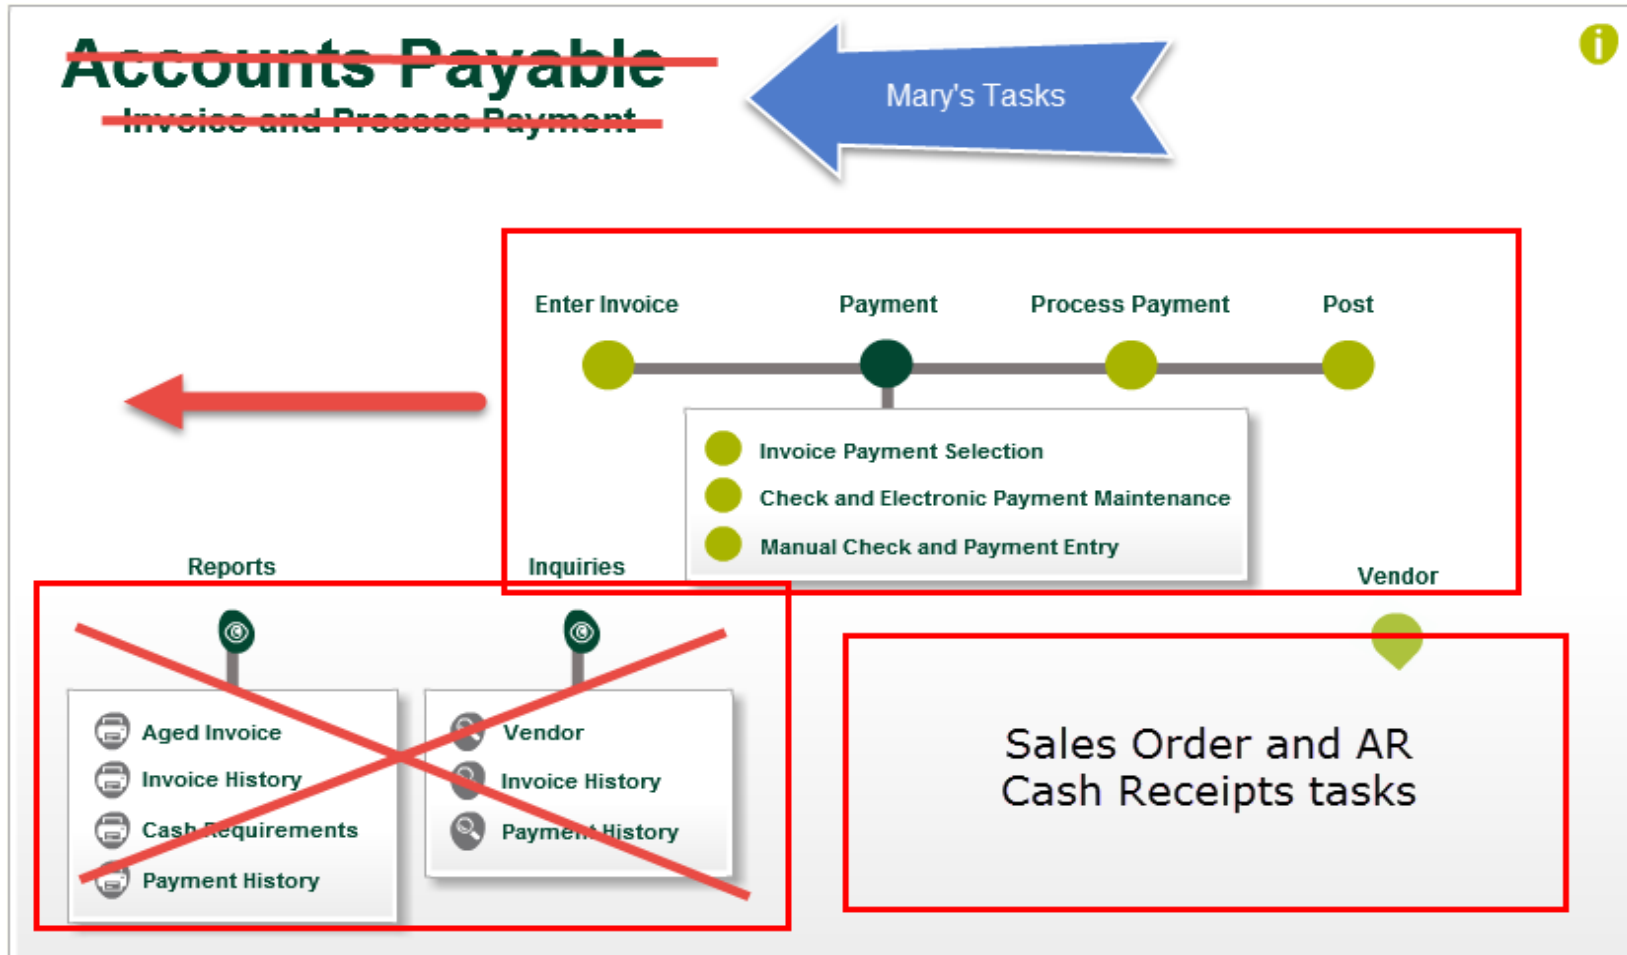 Accounts Payable
Invoice and Process Payment
Mary's Tasks
i
Enter Invoice
Payment
Process Payment
Post
Invoice Payment Selection
Check and Electronic Payment Maintenance
Manual Check and Payment Entry
Reports
Inquiries
Vendor
Aged Invoice
Invoice History
Cash Requirements
Payment History
Vendor
Invoice History
Payment History
Sales Order and AR
Cash Receipts tasks